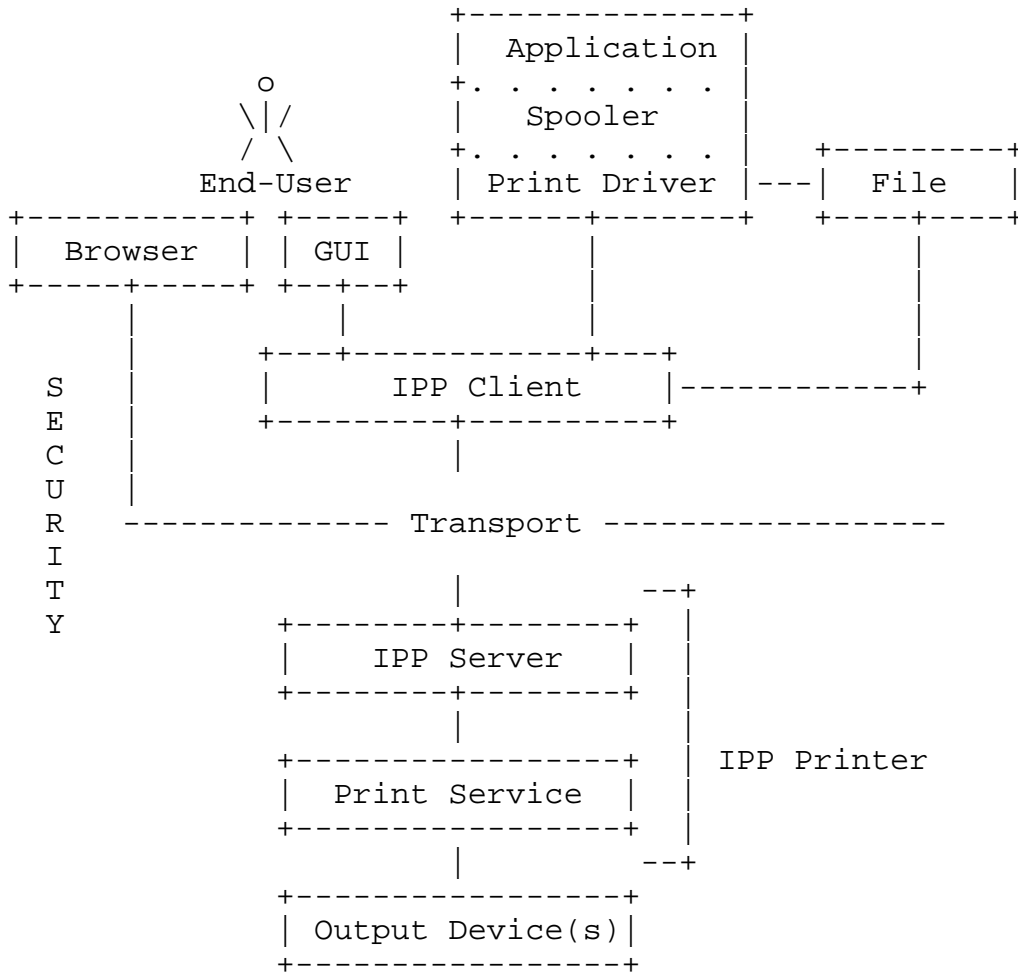 Application
Spooler
End-User
Print Driver
File
Browser
GUI
IPP Client
SECURITY
Transport
IPP Server
IPP Printer
Print Service
Output Device(s)